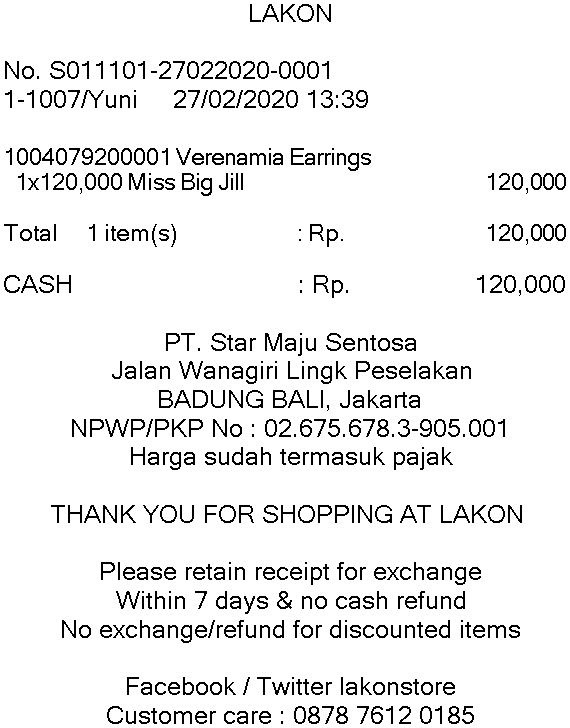 LAKON
No. S011101-27022020-0001
1-1007/Yuni 27/02/2020 13:39
1004079200001 Verenamia Earrings
1x120,000 Miss Big Jill 120,000
Total 1 item(s) : Rp. 120,000
CASH : Rp. 120,000
PT. Star Maju Sentosa
Jalan Wanagiri Lingk Peselakan
BADUNG BALI, Jakarta
NPWP/PKP No : 02.675.678.3-905.001
Harga sudah termasuk pajak
THANK YOU FOR SHOPPING AT LAKON
Please retain receipt for exchange
Within 7 days & no cash refund
No exchange/refund for discounted items
Facebook / Twitter lakonstore
Customer care : 0878 7612 0185